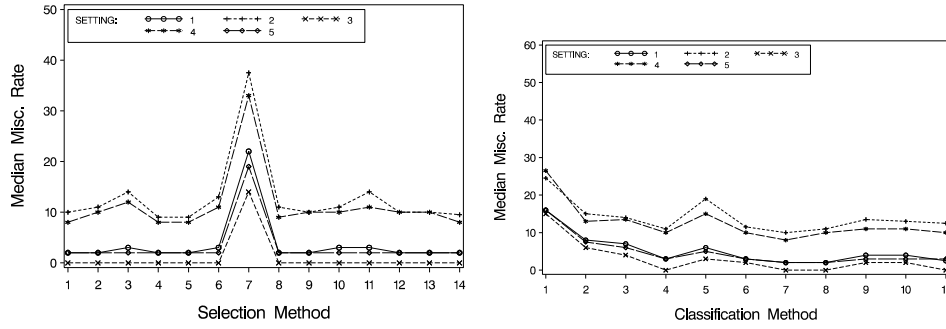 SETTING: 1 2 3
4 5
50
40
30
20
10
0
Median Misc. Rate
1 2 3 4 5 6 7 8 9 10 11 12 13 14
Selection Method
SETTING: 1 2 3
4 5
60
50
40
30
20
10
0
Median Misc. Rate
1 2 3 4 5 6 7 8 9 10
Classification Method